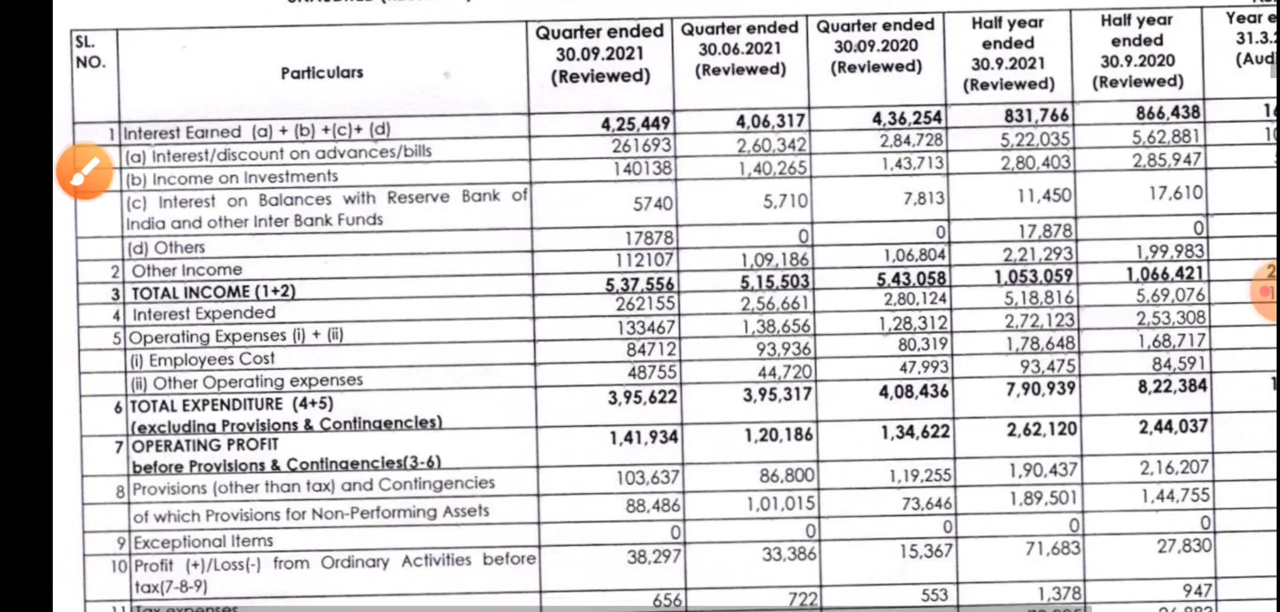 SL. NO. Particulars Quarter ended 30.09.2021 (Reviewed) Quarter ended 30.06.2021 (Reviewed) Quarter ended 30.09.2020 (Reviewed) Half year ended 30.9.2021 (Reviewed) Half year ended 30.9.2020 (Reviewed) Year e 31.3. (Aud
1 Interest Earned (a) + (b) +(c)+ (d) 4,25,449 4,06,317 4,36,254 831,766 866,438
(a) Interest/discount on advances/bills 261693 2,60,342 2,84,728 5,22,035 5,62,881
(b) Income on Investments 140138 1,40,265 1,43,713 2,80,403 2,85,947
(c) Interest on Balances with Reserve Bank of
India and other Inter Bank Funds 5740 5,710 7,813 11,450 17,610
(d) Others 17878 0 0 17,878 0
2 Other Income 112107 1,09,186 1,06,804 2,21,293 1,99,983
3 TOTAL INCOME (1+2) 5,37,556 5,15,503 5,43,058 1,053,059 1,066,421
4 Interest Expended 262155 2,56,661 2,80,124 5,18,816 5,69,076
5 Operating Expenses (i) + (ii) 133467 1,38,656 1,28,312 2,72,123 2,53,308
(i) Employees Cost 84712 93,936 80,319 1,78,648 1,68,717
(ii) Other Operating expenses 48755 44,720 47,993 93,475 84,591
6 TOTAL EXPENDITURE (4+5) 3,95,622 3,95,317 4,08,436 7,90,939 8,22,384
(excluding Provisions & Contingencies)
7 OPERATING PROFIT 1,41,934 1,20,186 1,34,622 2,62,120 2,44,037
before Provisions & Contingencies(3-6)
8 Provisions (other than tax) and Contingencies 103,637 86,800 1,19,255 1,90,437 2,16,207
of which Provisions for Non-Performing Assets 88,486 1,01,015 73,646 1,89,501 1,44,755
9 Exceptional Items 0 0 0 0 0
10 Profit (+)/Loss(-) from Ordinary Activities before 38,297 33,386 15,367 71,683 27,830
tax(7-8-9)
11 Tax expenses 656 722 553 1,378 947